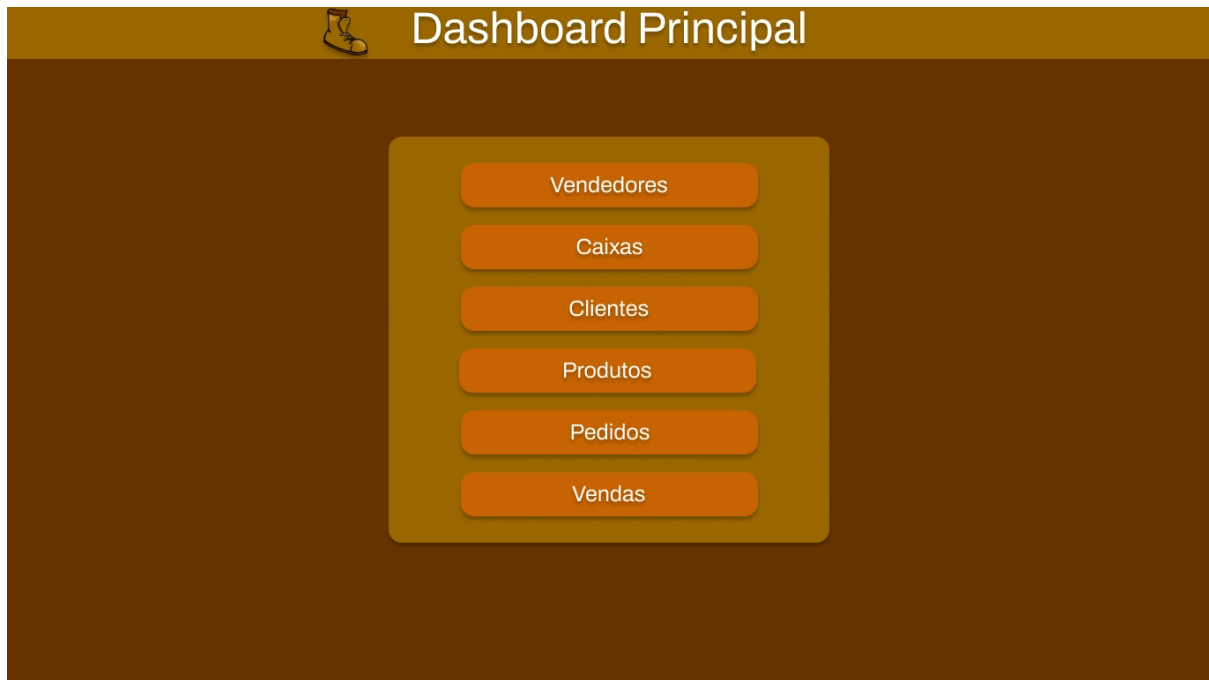 Dashboard Principal
Vendedores
Caixas
Clientes
Produtos
Pedidos
Vendas